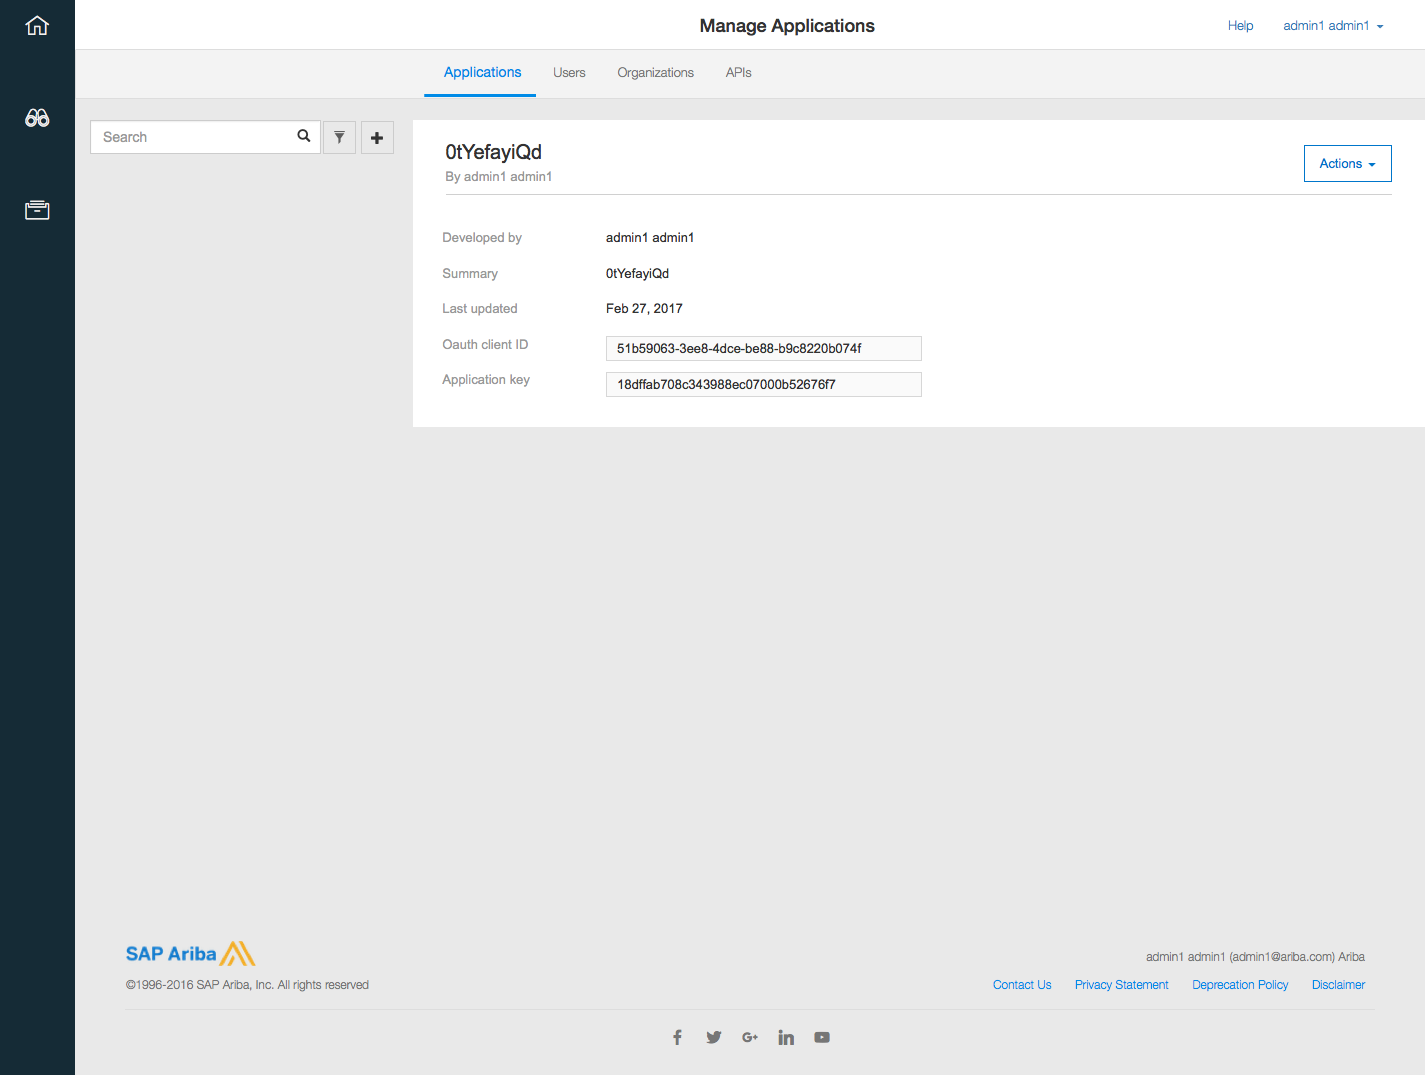 Manage Applications
Help
admin1 admin1
Applications
Users
Organizations
APIs
Search
0tYefayiQd
By admin1 admin1
Actions
Developed by
admin1 admin1
Summary
0tYefayiQd
Last updated
Feb 27, 2017
Oauth client ID
51b59063-3ee8-4dce-be88-b9c8220b074f
Application key
18dffab708c343988ec07000b52676f7
SAP Ariba
admin1 admin1 (admin1@ariba.com) Ariba
©1996-2016 SAP Ariba, Inc. All rights reserved
Contact Us
Privacy Statement
Deprecation Policy
Disclaimer